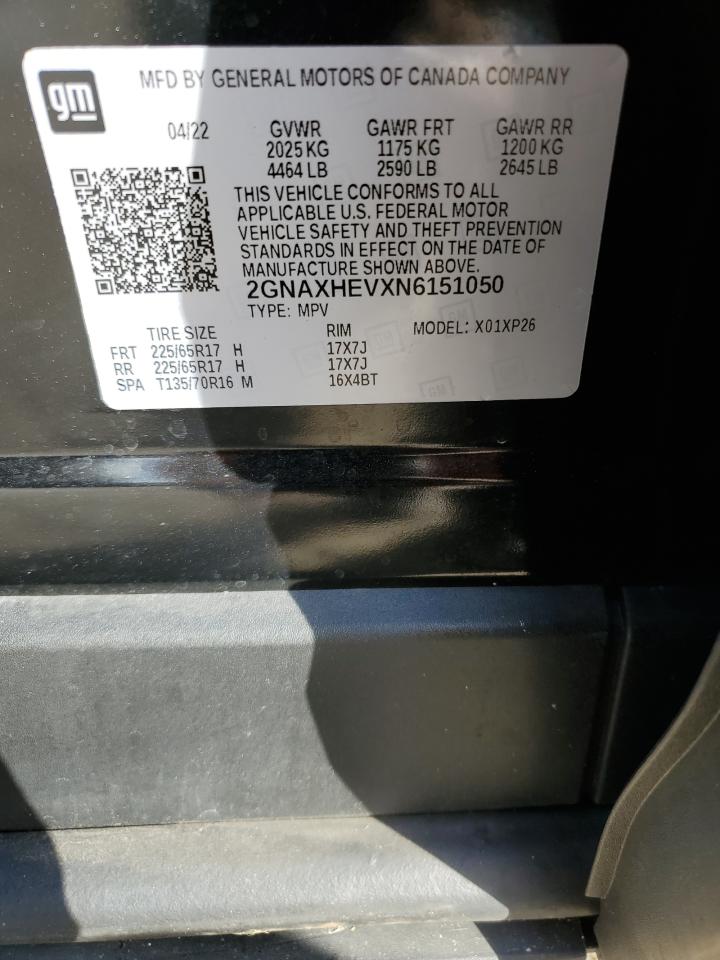 gm
MFD BY GENERAL MOTORS OF CANADA COMPANY
04/22 GVWR GAWR FRT GAWR RR
2025 KG 1175 KG 1200 KG
4464 LB 2590 LB 2645 LB
THIS VEHICLE CONFORMS TO ALL
APPLICABLE U.S. FEDERAL MOTOR
VEHICLE SAFETY AND THEFT PREVENTION
STANDARDS IN EFFECT ON THE DATE OF
MANUFACTURE SHOWN ABOVE.
2GNAXHEVXN6151050
TYPE: MPV
TIRE SIZE RIM MODEL: X01XP26
FRT 225/65R17 H 17X7J
RR 225/65R17 H 17X7J
SPA T135/70R16 M 16X4BT
GM